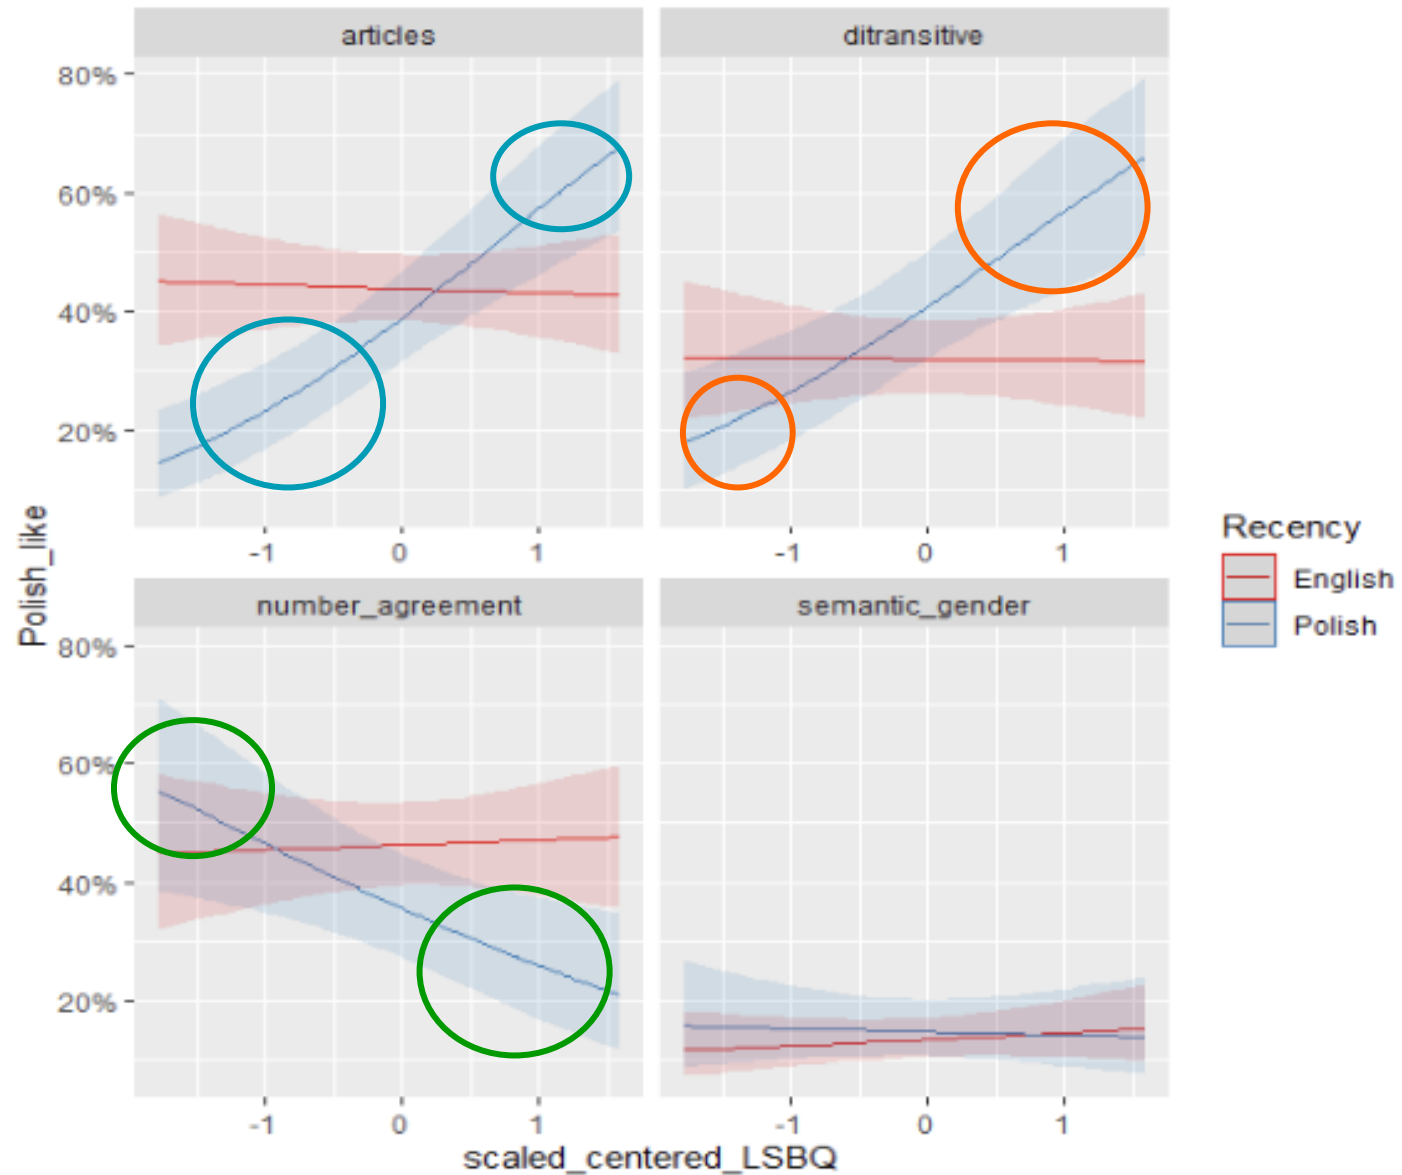 articles
ditransitive
80%
60%
40%
20%
-1 0 1
-1 0 1
Polish_like
number_agreement
semantic_gender
80%
60%
40%
20%
-1 0 1
-1 0 1
scaled_centered_LSBQ
Recency
English
Polish